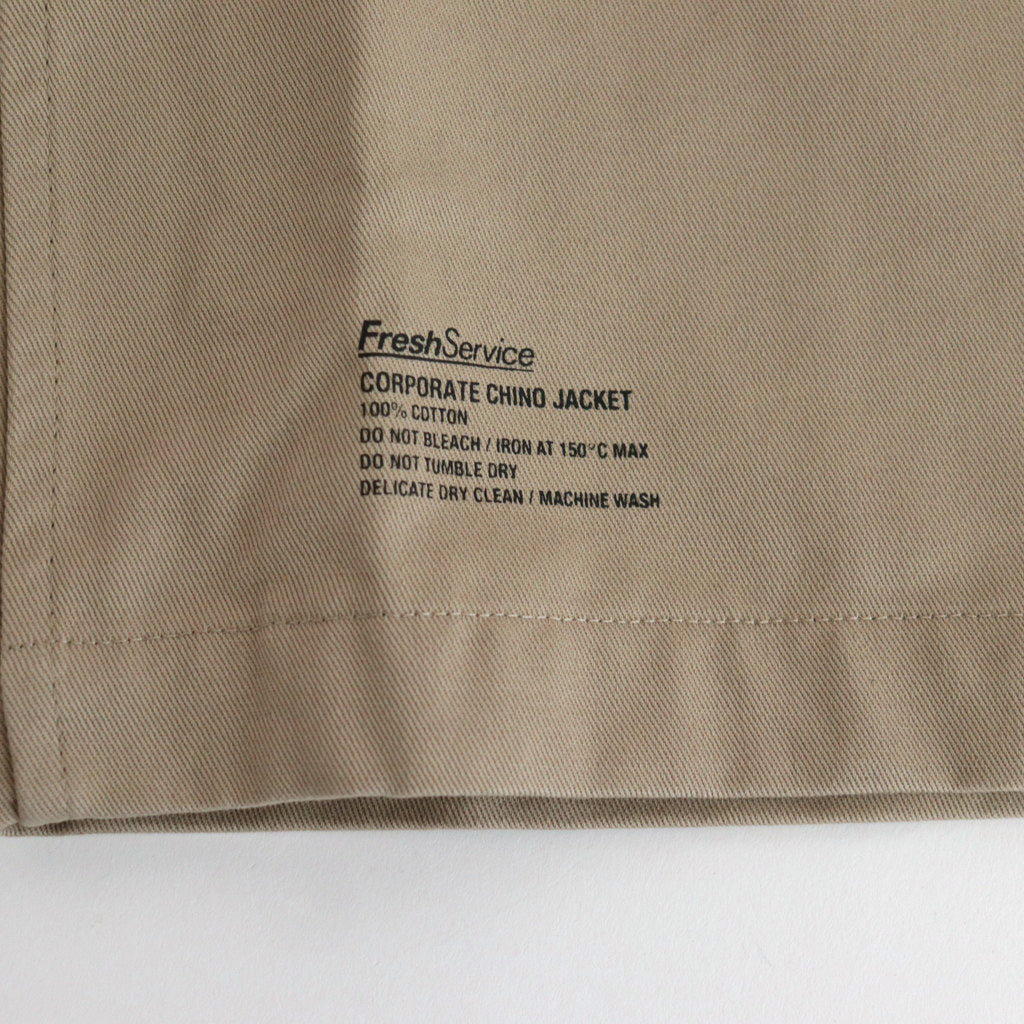 FreshService
CORPORATE CHINO JACKET
100% COTTON
DO NOT BLEACH / IRON AT 150°C MAX
DO NOT TUMBLE DRY
DELICATE DRY CLEAN / MACHINE WASH